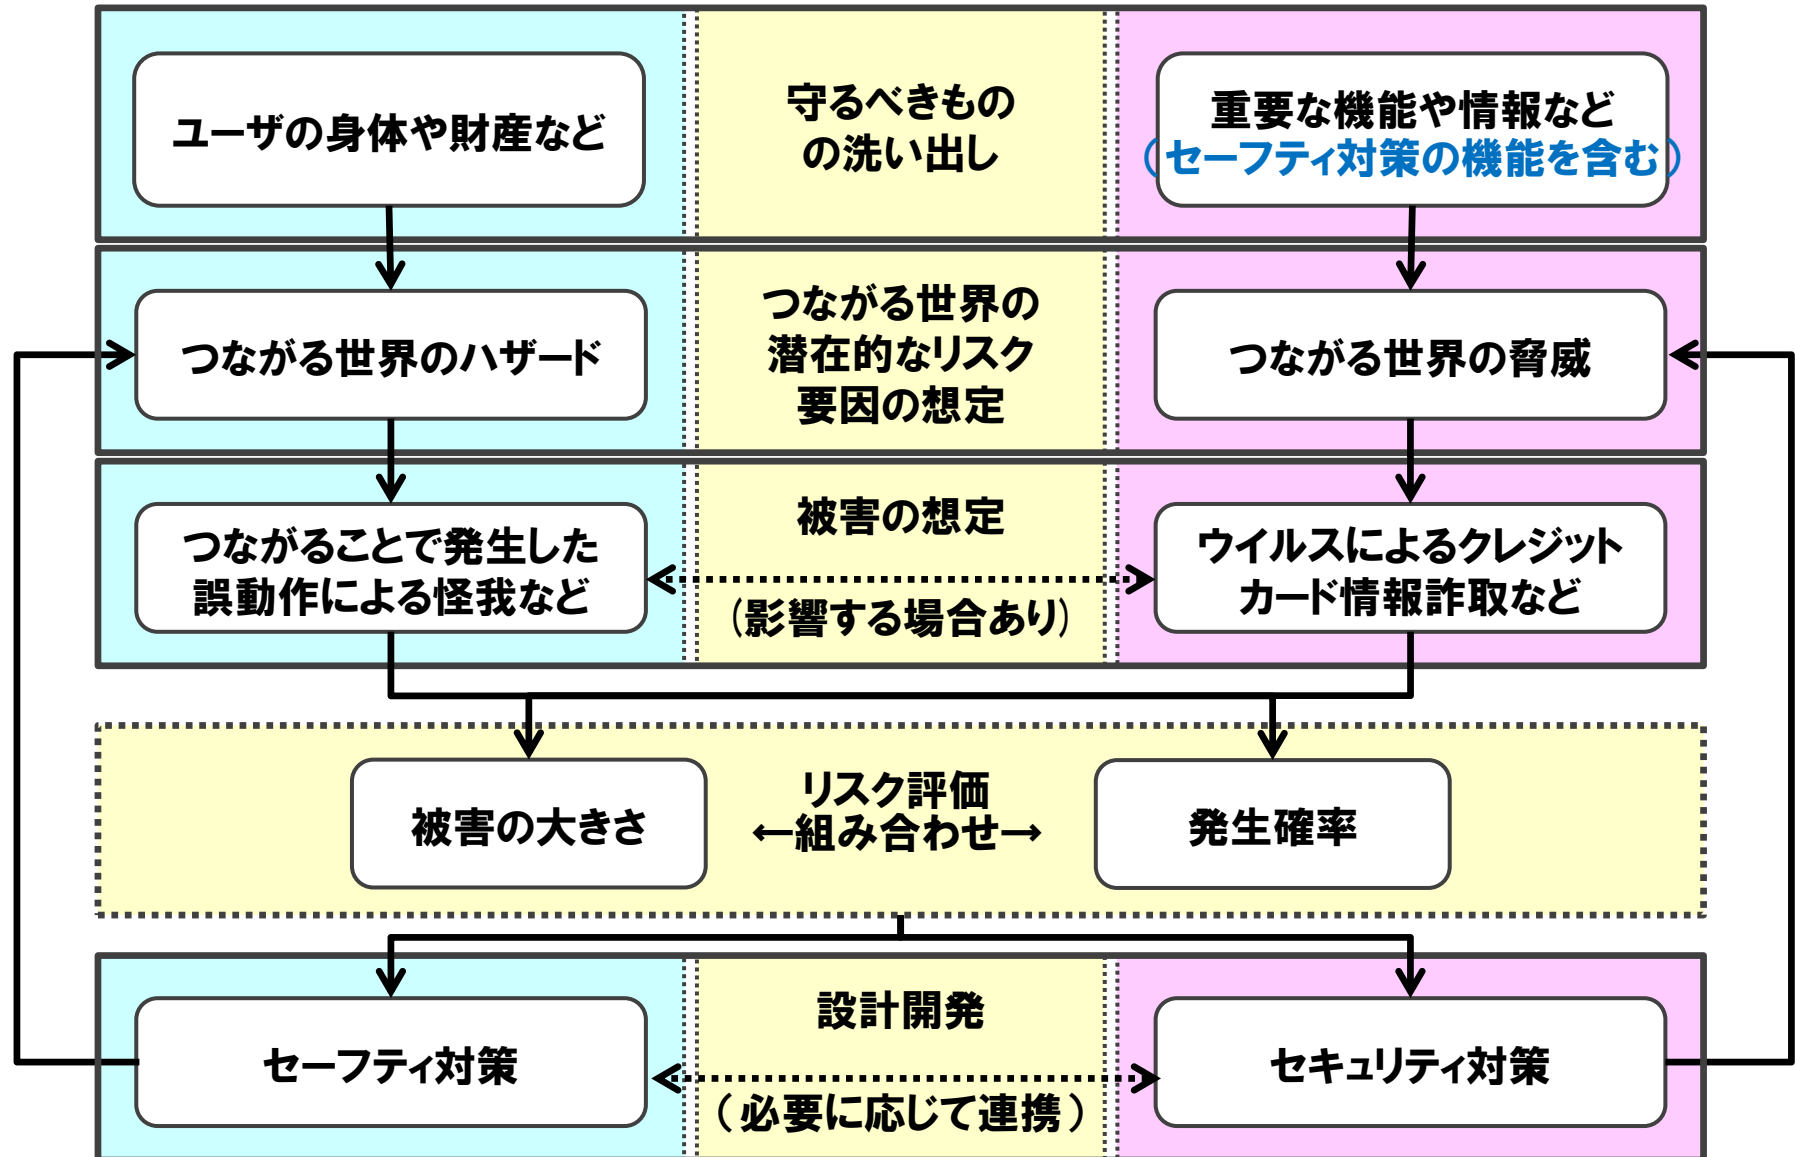 ユーザの身体や財産など
守るべきもの
の洗い出し
重要な機能や情報など
(セーフティ対策の機能を含む)
つながる世界のハザード
つながる世界の
潜在的なリスク
要因の想定
つながる世界の脅威
つながることで発生した
誤動作による怪我など
被害の想定
(影響する場合あり)
ウイルスによるクレジット
カード情報詐取など
被害の大きさ
リスク評価
←組み合わせ→
発生確率
セーフティ対策
設計開発
(必要に応じて連携)
セキュリティ対策